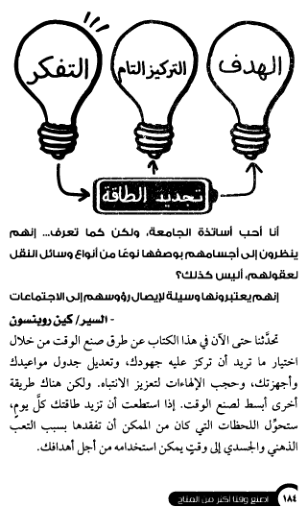 الهدف
التركيز التام
التفكر
تجديد الطاقة
أنا أحب أساتذة الجامعة، ولكن كما تعرف... إنهم
ينظرون إلى أجسامهم بوصفها نوعًا من أنواع وسائل النقل
لعقولهم، أليس كذلك؟
إنهم يعتبرونها وسيلة لإيصال رؤوسهم إلى الاجتماعات
- السير/ كين روبنسون
تحدَّثنا حتى الآن في هذا الكتاب عن طرق صنع الوقت من خلال
اختيار ما تريد أن تركز عليه جهودك، وتعديل جدول مواعيدك
وأجهزتك، وحجب الإلهاءات لتعزيز الانتباه. ولكن هناك طريقة
أخرى أبسط لصنع الوقت. إذا استطعت أن تزيد طاقتك كلَّ يومٍ،
ستحوِّل اللحظات التي كان من الممكن أن تفقدها بسبب التعب
الذهني والجسدي إلى وقتٍ يمكن استخدامه من أجل أهدافك.
١٨٤ اصنع وقتا أكثر من المتاح